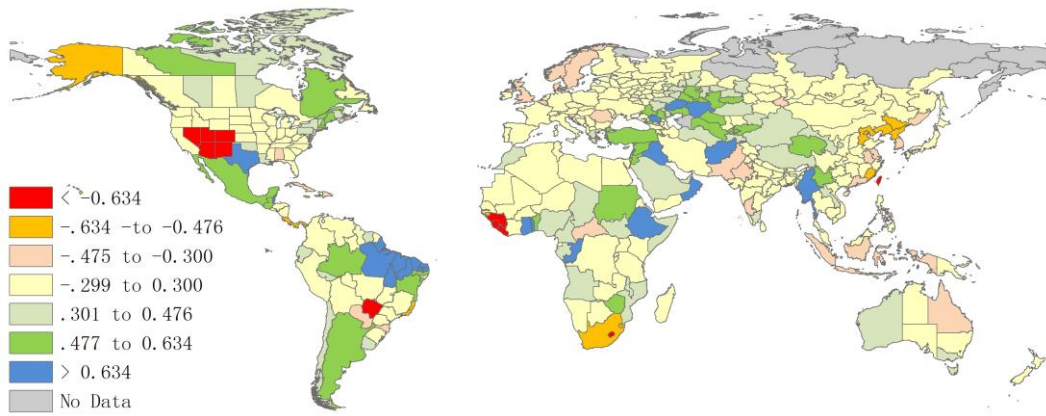 < -0.634
-.634 -to -0.476
-.475 to -0.300
-.299 to 0.300
.301 to 0.476
.477 to 0.634
> 0.634
No Data